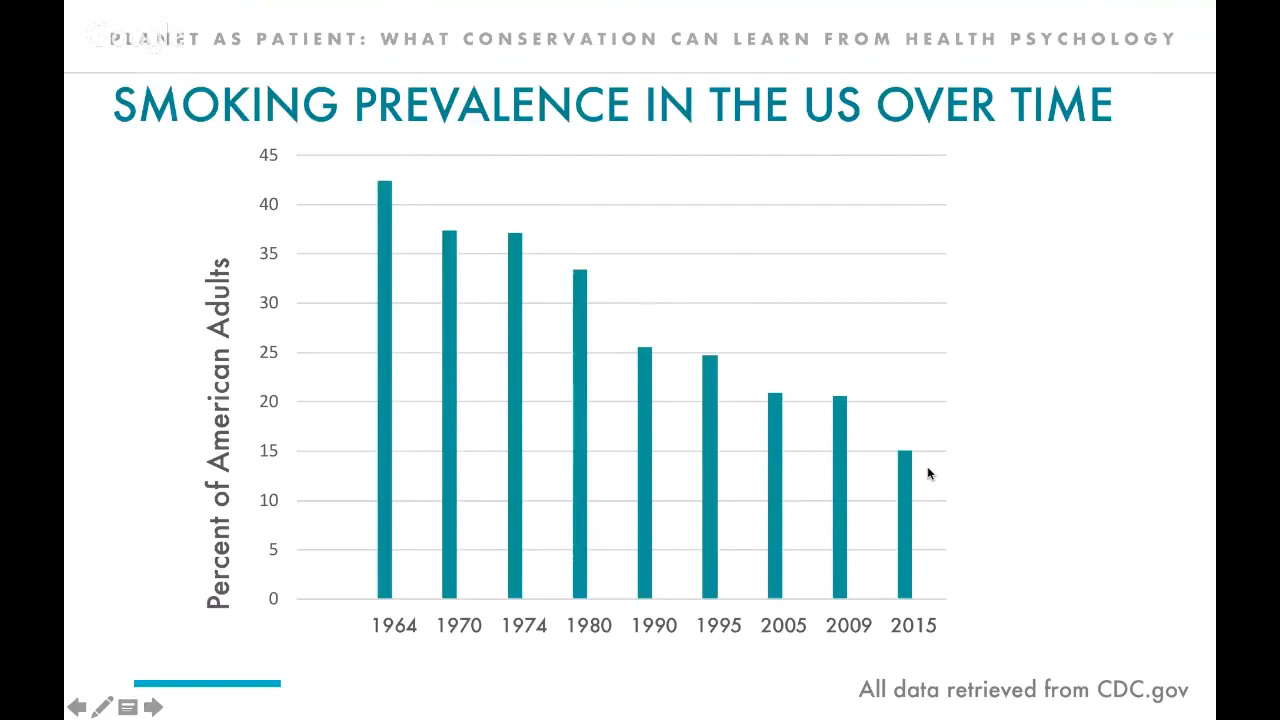 PLANET AS PATIENT: WHAT CONSERVATION CAN LEARN FROM HEALTH PSYCHOLOGY
Google
SMOKING PREVALENCE IN THE US OVER TIME
Percent of American Adults
45
40
35
30
25
20
15
10
5
0
1964 1970 1974 1980 1990 1995 2005 2009 2015
All data retrieved from CDC.gov